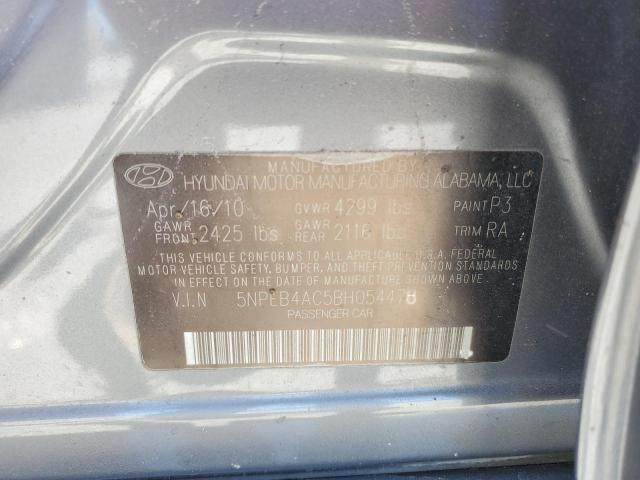 MANUFACTURED BY
HYUNDAI MOTOR MANUFACTURING ALABAMA, LLC
Apr/16/10 GVWR 4299 lbs PAINT P3
GAWR FRONT 2425 lbs GAWR REAR 2116 lbs TRIM RA
THIS VEHICLE CONFORMS TO ALL APPLICABLE U.S.A. FEDERAL
MOTOR VEHICLE SAFETY, BUMPER, AND THEFT PREVENTION STANDARDS
IN EFFECT ON THE DATE OF MANUFACTURE SHOWN ABOVE.
V.I.N 5NPEB4AC5BH054478
PASSENGER CAR